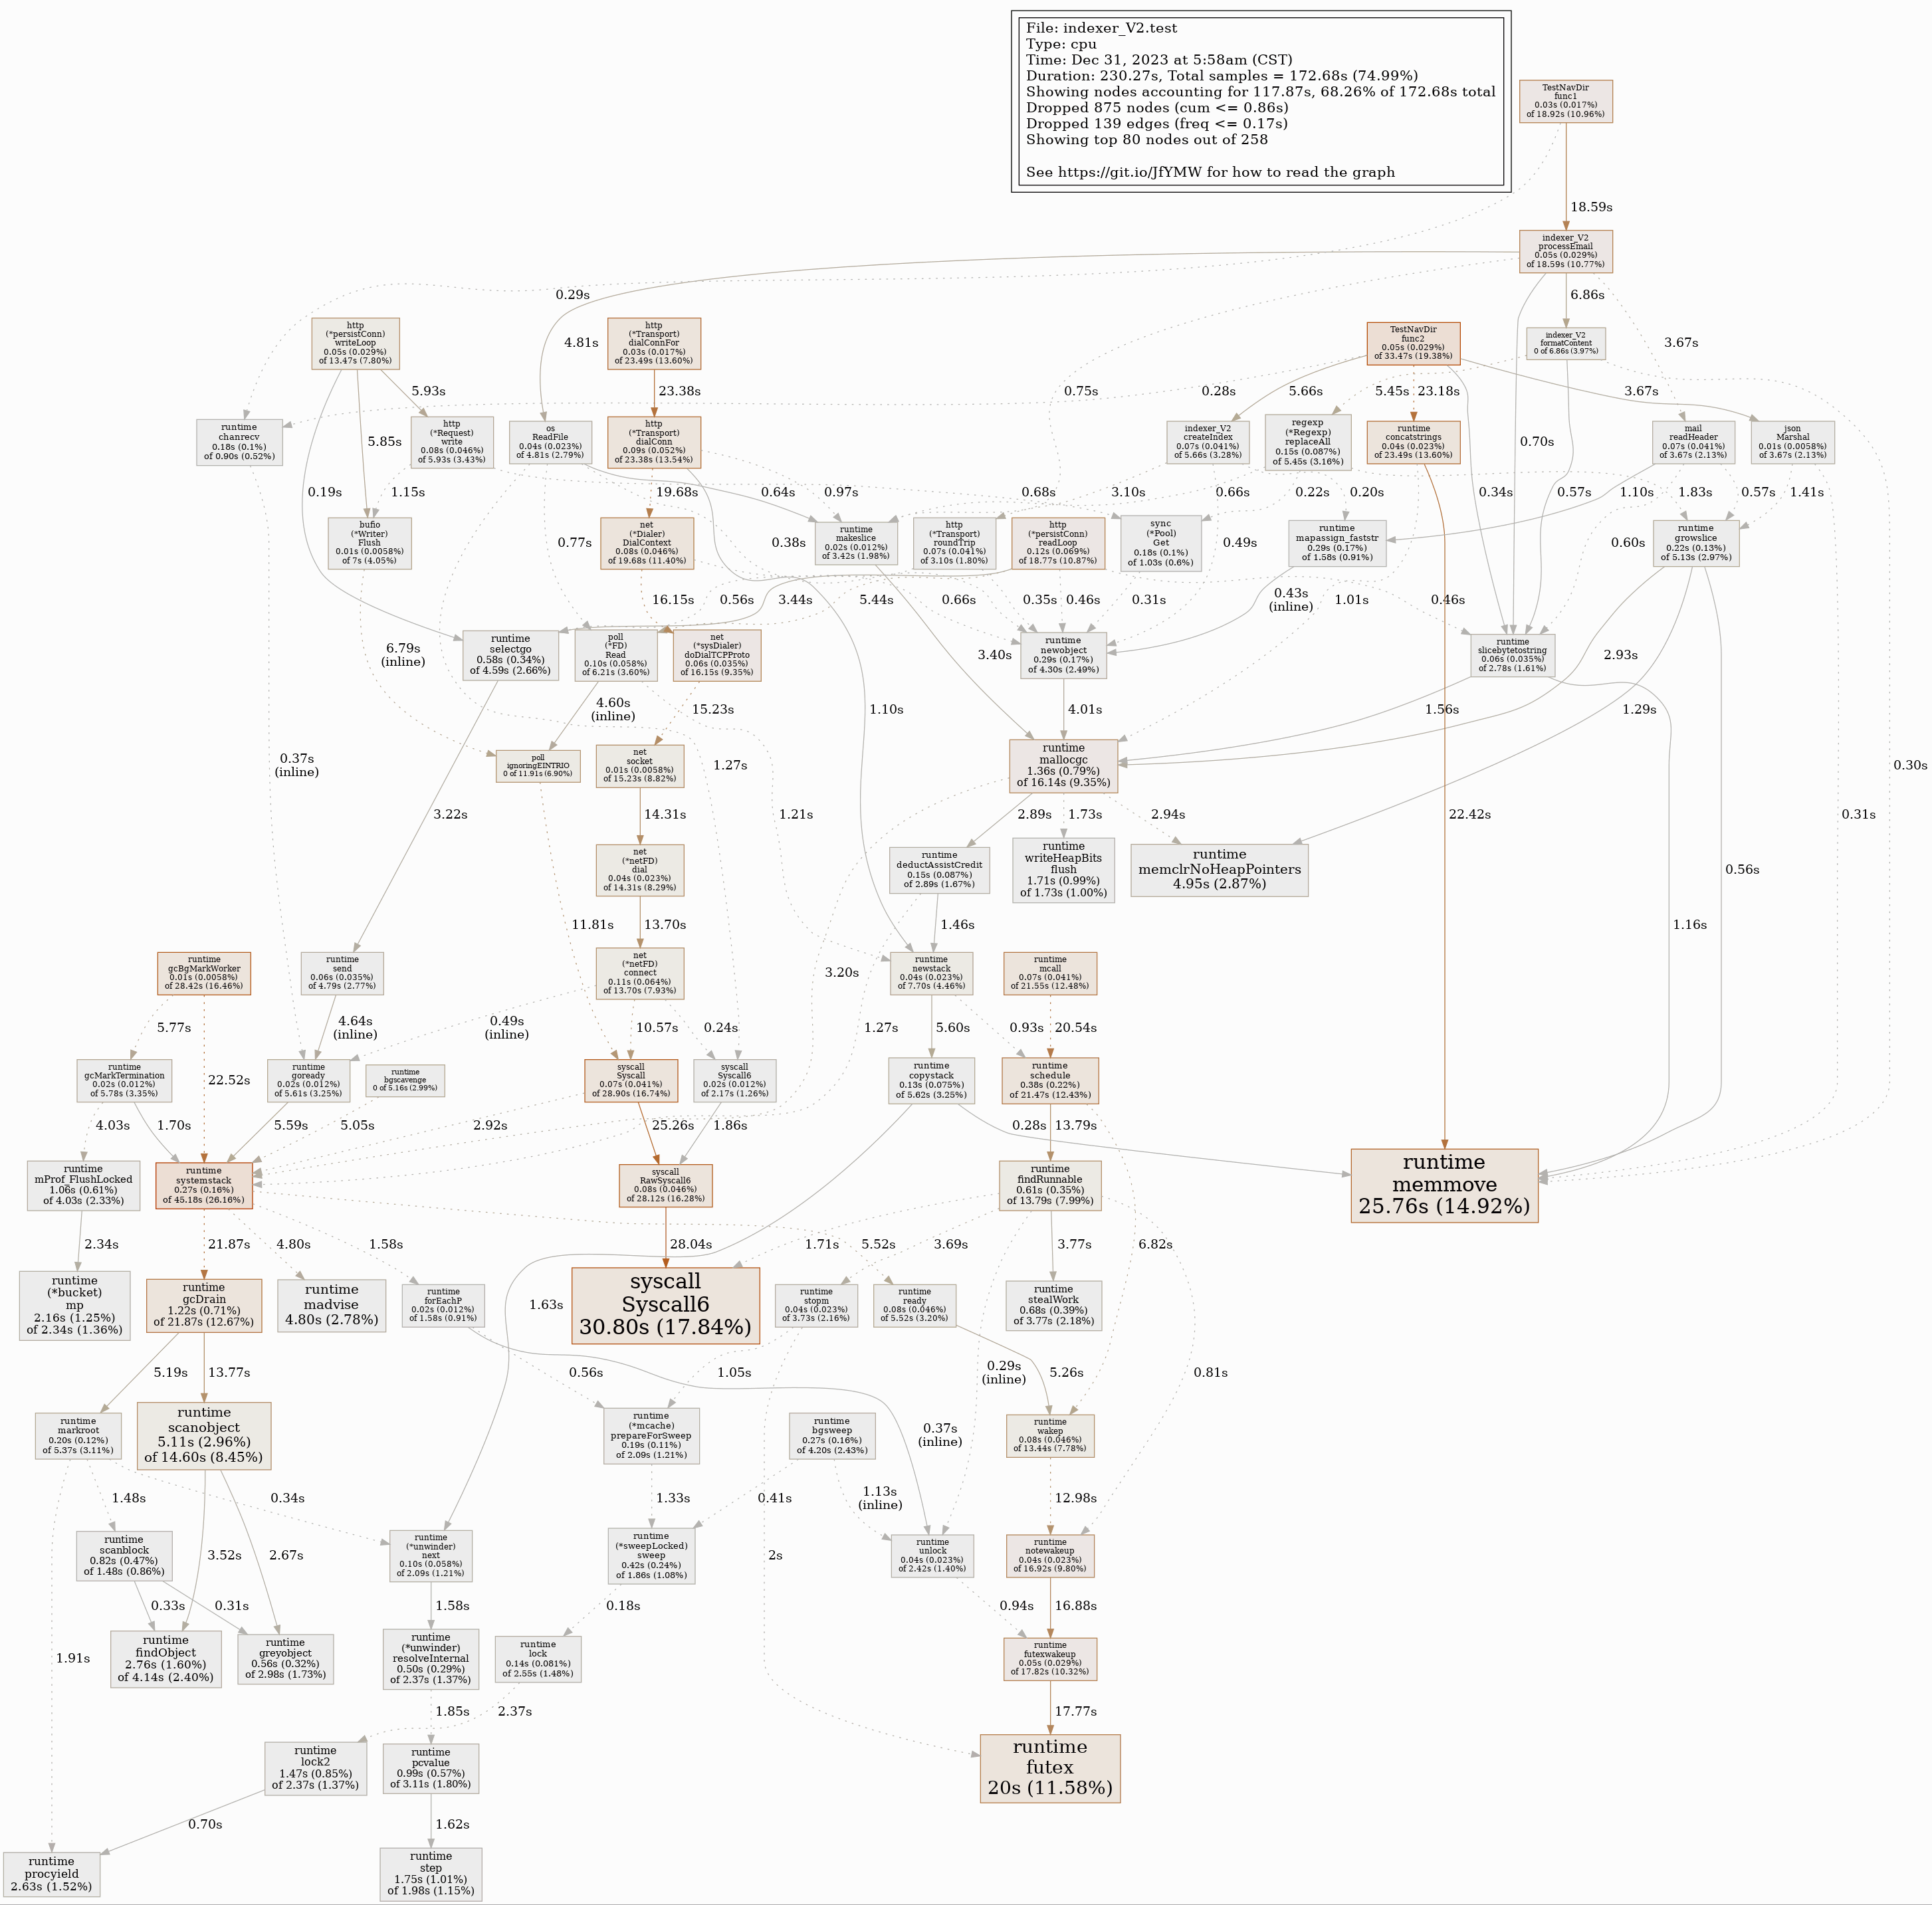 File: indexer_V2.test
Type: cpu
Time: Dec 31, 2023 at 5:58am (CST)
Duration: 230.27s, Total samples = 172.68s (74.99%)
Showing nodes accounting for 117.87s, 68.26% of 172.68s total
Dropped 875 nodes (cum <= 0.86s)
Dropped 139 edges (freq <= 0.17s)
Showing top 80 nodes out of 258
See https://git.io/JfYMW for how to read the graph
TestNavDir
func1
0.03s (0.017%)
of 18.92s (10.96%)
18.59s
indexer_V2
processEmail
0.05s (0.029%)
of 18.59s (10.77%)
0.29s
6.86s
http
(*persistConn)
writeLoop
0.05s (0.029%)
of 13.47s (7.80%)
http
(*Transport)
dialConnFor
0.03s (0.017%)
of 23.49s (13.60%)
4.81s
TestNavDir
func2
0.05s (0.029%)
of 33.47s (19.38%)
indexer_V2
formatContent
0 of 6.86s (3.97%)
3.67s
5.93s
23.38s
0.75s
0.28s
5.66s
5.45s
23.18s
3.67s
runtime
chanrecv
0.18s (0.1%)
of 0.90s (0.52%)
5.85s
http
(*Request)
write
0.08s (0.046%)
of 5.93s (3.43%)
os
ReadFile
0.04s (0.023%)
of 4.81s (2.79%)
http
(*Transport)
dialConn
0.09s (0.052%)
of 23.38s (13.54%)
indexer_V2
createIndex
0.07s (0.041%)
of 5.66s (3.28%)
regexp
(*Regexp)
replaceAll
0.15s (0.087%)
of 5.45s (3.16%)
runtime
concatstrings
0.04s (0.023%)
of 23.49s (13.60%)
0.70s
mail
readHeader
0.07s (0.041%)
of 3.67s (2.13%)
json
Marshal
0.01s (0.0058%)
of 3.67s (2.13%)
0.19s
1.15s
19.68s
0.64s
0.97s
0.68s
3.10s
0.66s
0.22s
0.20s
0.34s
0.57s
1.10s
1.83s
0.57s
1.41s
bufio
(*Writer)
Flush
0.01s (0.0058%)
of 7s (4.05%)
0.77s
net
(*Dialer)
DialContext
0.08s (0.046%)
of 19.68s (11.40%)
0.38s
runtime
makeslice
0.02s (0.012%)
of 3.42s (1.98%)
http
(*Transport)
roundTrip
0.07s (0.041%)
of 3.10s (1.80%)
http
(*persistConn)
readLoop
0.12s (0.069%)
of 18.77s (10.87%)
sync
(*Pool)
Get
0.18s (0.1%)
of 1.03s (0.6%)
0.49s
runtime
mapassign_faststr
0.29s (0.17%)
of 1.58s (0.91%)
0.60s
runtime
growslice
0.22s (0.13%)
of 5.13s (2.97%)
16.15s
0.56s
3.44s
5.44s
0.66s
0.35s
0.46s
0.31s
0.43s
(inline)
1.01s
0.46s
6.79s
(inline)
runtime
selectgo
0.58s (0.34%)
of 4.59s (2.66%)
poll
(*FD)
Read
0.10s (0.058%)
of 6.21s (3.60%)
net
(*sysDialer)
doDialTCPProto
0.06s (0.035%)
of 16.15s (9.35%)
3.40s
runtime
newobject
0.29s (0.17%)
of 4.30s (2.49%)
runtime
slicebytetostring
0.06s (0.035%)
of 2.78s (1.61%)
2.93s
4.60s
(inline)
15.23s
1.10s
4.01s
1.56s
1.29s
0.37s
(inline)
poll
ignoringEINTRIO
0 of 11.91s (6.90%)
net
socket
0.01s (0.0058%)
of 15.23s (8.82%)
1.27s
runtime
mallocgc
1.36s (0.79%)
of 16.14s (9.35%)
0.30s
3.22s
14.31s
1.21s
2.89s
1.73s
2.94s
22.42s
0.31s
net
(*netFD)
dial
0.04s (0.023%)
of 14.31s (8.29%)
runtime
deductAssistCredit
0.15s (0.087%)
of 2.89s (1.67%)
runtime
writeHeapBits
flush
1.71s (0.99%)
of 1.73s (1.00%)
runtime
memclrNoHeapPointers
4.95s (2.87%)
0.56s
11.81s
13.70s
1.46s
1.16s
runtime
gcBgMarkWorker
0.01s (0.0058%)
of 28.42s (16.46%)
runtime
send
0.06s (0.035%)
of 4.79s (2.77%)
net
(*netFD)
connect
0.11s (0.064%)
of 13.70s (7.93%)
3.20s
runtime
newstack
0.04s (0.023%)
of 7.70s (4.46%)
runtime
mcall
0.07s (0.041%)
of 21.55s (12.48%)
5.77s
4.64s
(inline)
0.49s
(inline)
10.57s
0.24s
1.27s
5.60s
0.93s
20.54s
runtime
gcMarkTermination
0.02s (0.012%)
of 5.78s (3.35%)
22.52s
runtime
goready
0.02s (0.012%)
of 5.61s (3.25%)
runtime
bgscavenge
0 of 5.16s (2.99%)
syscall
Syscall
0.07s (0.041%)
of 28.90s (16.74%)
syscall
Syscall6
0.02s (0.012%)
of 2.17s (1.26%)
runtime
copystack
0.13s (0.075%)
of 5.62s (3.25%)
runtime
schedule
0.38s (0.22%)
of 21.47s (12.43%)
4.03s
1.70s
5.59s
5.05s
2.92s
25.26s
1.86s
0.28s
13.79s
runtime
mProf_FlushLocked
1.06s (0.61%)
of 4.03s (2.33%)
runtime
systemstack
0.27s (0.16%)
of 45.18s (26.16%)
syscall
RawSyscall6
0.08s (0.046%)
of 28.12s (16.28%)
runtime
findRunnable
0.61s (0.35%)
of 13.79s (7.99%)
runtime
memmove
25.76s (14.92%)
2.34s
21.87s
4.80s
1.58s
28.04s
1.71s
5.52s
3.69s
3.77s
6.82s
runtime
(*bucket)
mp
2.16s (1.25%)
of 2.34s (1.36%)
runtime
gcDrain
1.22s (0.71%)
of 21.87s (12.67%)
runtime
madvise
4.80s (2.78%)
runtime
forEachP
0.02s (0.012%)
of 1.58s (0.91%)
1.63s
syscall
Syscall6
30.80s (17.84%)
runtime
stopm
0.04s (0.023%)
of 3.73s (2.16%)
runtime
ready
0.08s (0.046%)
of 5.52s (3.20%)
runtime
stealWork
0.68s (0.39%)
of 3.77s (2.18%)
5.19s
13.77s
0.56s
1.05s
0.29s
(inline)
5.26s
0.81s
runtime
markroot
0.20s (0.12%)
of 5.37s (3.11%)
runtime
scanobject
5.11s (2.96%)
of 14.60s (8.45%)
runtime
(*mcache)
prepareForSweep
0.19s (0.11%)
of 2.09s (1.21%)
runtime
bgsweep
0.27s (0.16%)
of 4.20s (2.43%)
0.37s
(inline)
runtime
wakep
0.08s (0.046%)
of 13.44s (7.78%)
1.48s
0.34s
1.33s
0.41s
1.13s
(inline)
12.98s
runtime
scanblock
0.82s (0.47%)
of 1.48s (0.86%)
3.52s
2.67s
runtime
(*unwinder)
next
0.10s (0.058%)
of 2.09s (1.21%)
runtime
(*sweepLocked)
sweep
0.42s (0.24%)
of 1.86s (1.08%)
2s
runtime
unlock
0.04s (0.023%)
of 2.42s (1.40%)
runtime
notewakeup
0.04s (0.023%)
of 16.92s (9.80%)
0.33s
0.31s
1.58s
0.18s
0.94s
16.88s
1.91s
runtime
findObject
2.76s (1.60%)
of 4.14s (2.40%)
runtime
greyobject
0.56s (0.32%)
of 2.98s (1.73%)
runtime
(*unwinder)
resolveInternal
0.50s (0.29%)
of 2.37s (1.37%)
runtime
lock
0.14s (0.081%)
of 2.55s (1.48%)
runtime
futexwakeup
0.05s (0.029%)
of 17.82s (10.32%)
1.85s
2.37s
17.77s
runtime
lock2
1.47s (0.85%)
of 2.37s (1.37%)
runtime
pcvalue
0.99s (0.57%)
of 3.11s (1.80%)
runtime
futex
20s (11.58%)
0.70s
1.62s
runtime
procyield
2.63s (1.52%)
runtime
step
1.75s (1.01%)
of 1.98s (1.15%)